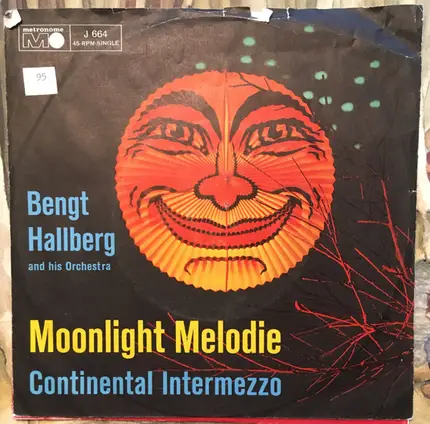 metronome
J 664
45-RPM-SINGLE
95
Bengt
Hallberg
and his Orchestra
Moonlight Melodie
Continental Intermezzo